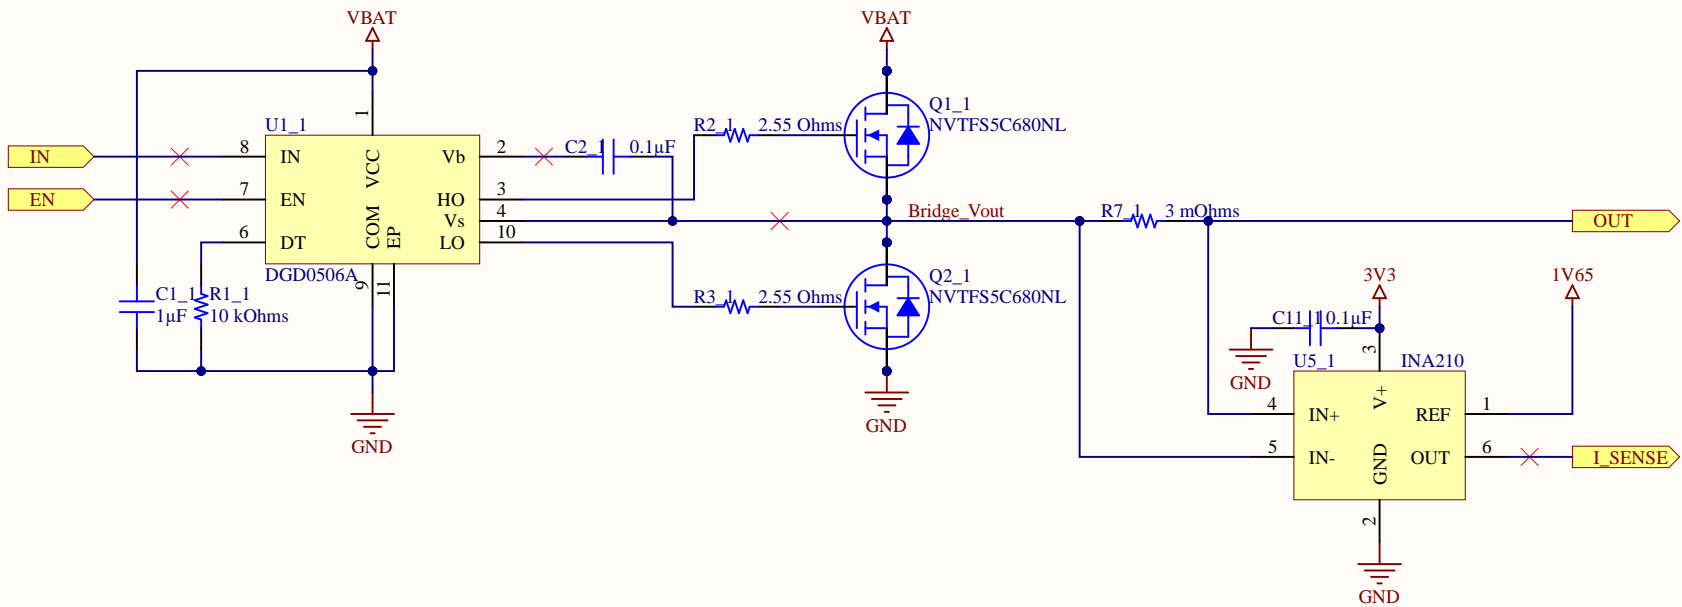 VBAT
VBAT
U1_1
1
VCC
IN
8
IN
Vb
2
C2_1
0.1µF
EN
7
EN
HO
3
Vs
4
6
DT
COM
EP
LO
10
DGD0506A
9
11
C1_1
1µF
R1_1
10 kOhms
GND
R2_1
2.55 Ohms
Q1_1
NVTFS5C680NL
Bridge_Vout
R7_1
3 mOhms
OUT
R3_1
2.55 Ohms
Q2_1
NVTFS5C680NL
GND
3V3
1V65
C11_1
0.1µF
GND
3
U5_1
INA210
4
IN+
V+
REF
1
5
IN-
GND
OUT
6
I_SENSE
2
GND